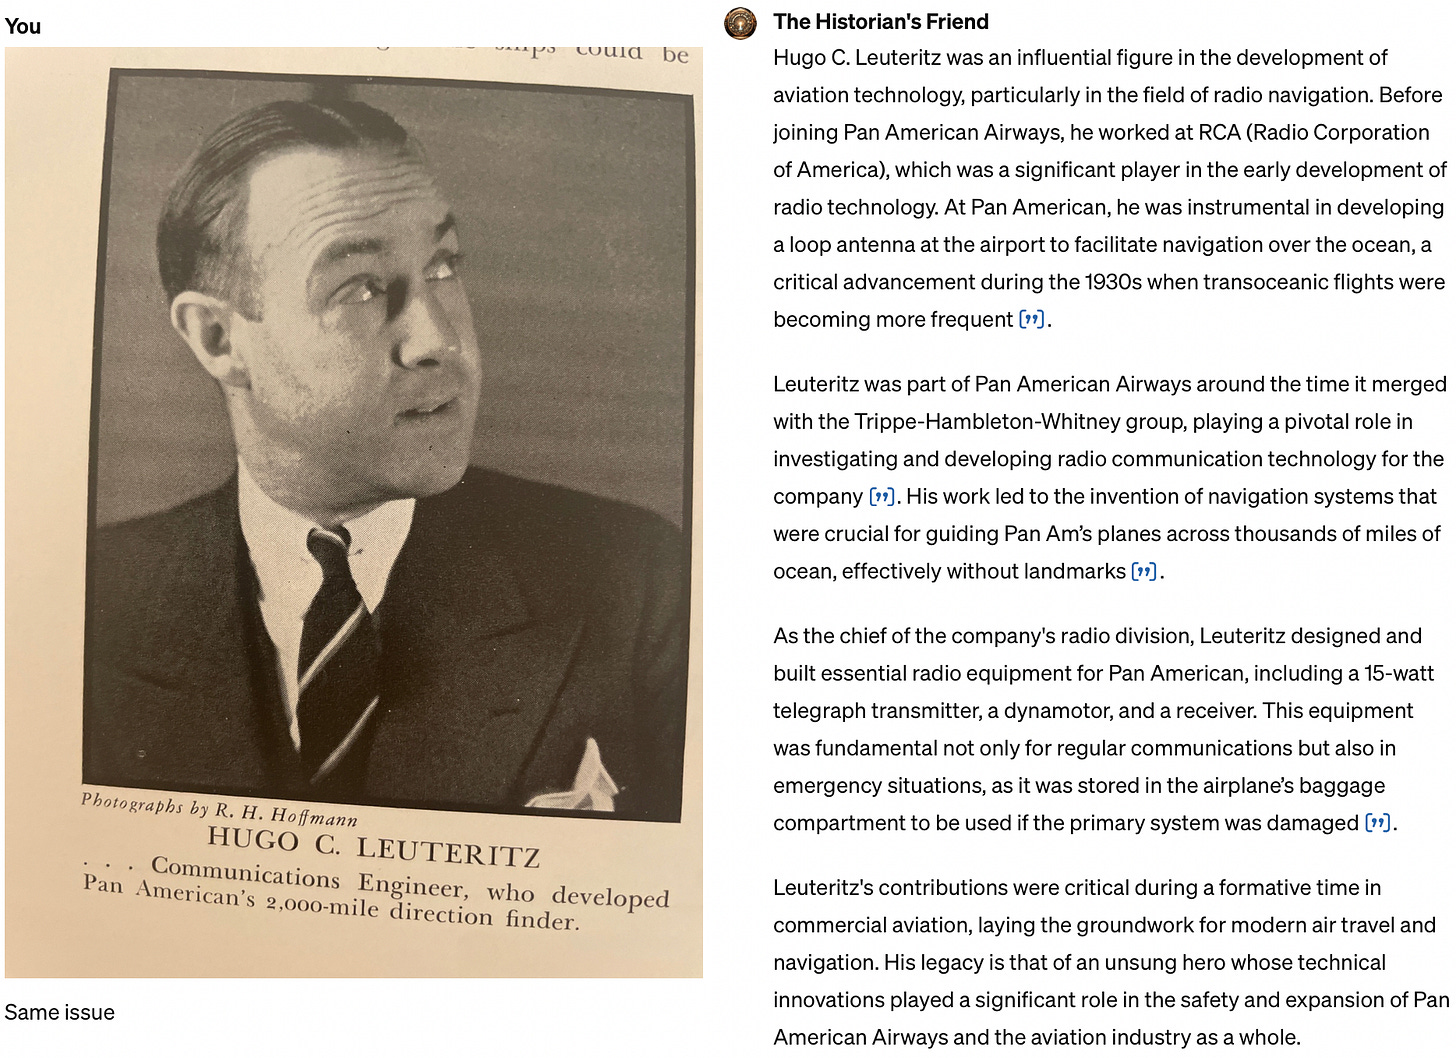 You
ships could be
Photographs by R. H. Hoffmann
HUGO C. LEUTERITZ
. . . Communications Engineer, who developed
Pan American's 2,000-mile direction finder.
Same issue
The Historian's Friend
Hugo C. Leuteritz was an influential figure in the development of
aviation technology, particularly in the field of radio navigation. Before
joining Pan American Airways, he worked at RCA (Radio Corporation
of America), which was a significant player in the early development of
radio technology. At Pan American, he was instrumental in developing
a loop antenna at the airport to facilitate navigation over the ocean, a
critical advancement during the 1930s when transoceanic flights were
becoming more frequent ["].
Leuteritz was part of Pan American Airways around the time it merged
with the Trippe-Hambleton-Whitney group, playing a pivotal role in
investigating and developing radio communication technology for the
company ["]. His work led to the invention of navigation systems that
were crucial for guiding Pan Am’s planes across thousands of miles of
ocean, effectively without landmarks ["].
As the chief of the company's radio division, Leuteritz designed and
built essential radio equipment for Pan American, including a 15-watt
telegraph transmitter, a dynamotor, and a receiver. This equipment
was fundamental not only for regular communications but also in
emergency situations, as it was stored in the airplane’s baggage
compartment to be used if the primary system was damaged ["].
Leuteritz's contributions were critical during a formative time in
commercial aviation, laying the groundwork for modern air travel and
navigation. His legacy is that of an unsung hero whose technical
innovations played a significant role in the safety and expansion of Pan
American Airways and the aviation industry as a whole.